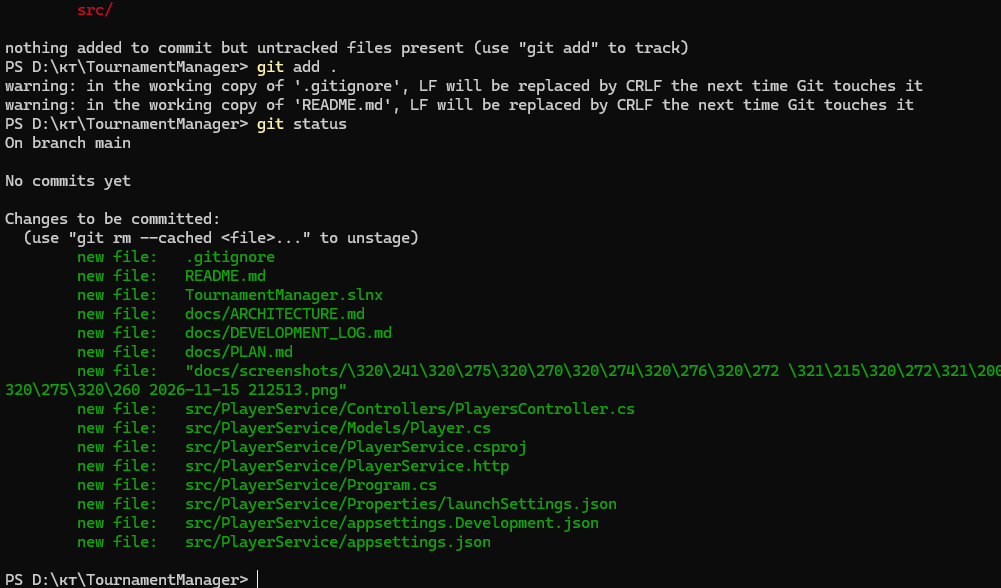 src/
nothing added to commit but untracked files present (use "git add" to track)
PS D:\кт\TournamentManager> git add .
warning: in the working copy of '.gitignore', LF will be replaced by CRLF the next time Git touches it
warning: in the working copy of 'README.md', LF will be replaced by CRLF the next time Git touches it
PS D:\кт\TournamentManager> git status
On branch main
No commits yet
Changes to be committed:
(use "git rm --cached <file>..." to unstage)
new file:   .gitignore
new file:   README.md
new file:   TournamentManager.slnx
new file:   docs/ARCHITECTURE.md
new file:   docs/DEVELOPMENT_LOG.md
new file:   docs/PLAN.md
new file:   "docs/screenshots/\320\241\320\275\320\270\320\274\320\276\320\272 \321\215\320\272\321\200
320\275\320\260 2026-11-15 212513.png"
new file:   src/PlayerService/Controllers/PlayersController.cs
new file:   src/PlayerService/Models/Player.cs
new file:   src/PlayerService/PlayerService.csproj
new file:   src/PlayerService/PlayerService.http
new file:   src/PlayerService/Program.cs
new file:   src/PlayerService/Properties/launchSettings.json
new file:   src/PlayerService/appsettings.Development.json
new file:   src/PlayerService/appsettings.json
PS D:\кт\TournamentManager>